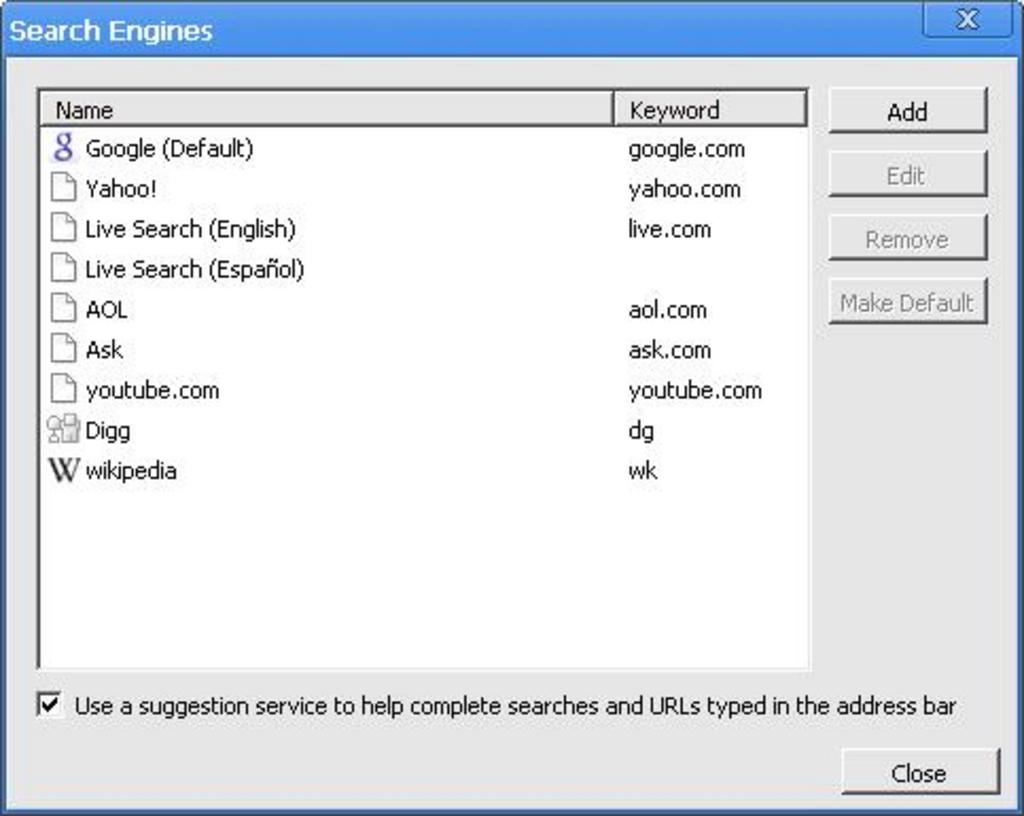 Search Engines X
Name Keyword
Google (Default) google.com
Yahoo! yahoo.com
Live Search (English) live.com
Live Search (Español)
AOL aol.com
Ask ask.com
youtube.com youtube.com
Digg dg
wikipedia wk
Add
Edit
Remove
Make Default
Use a suggestion service to help complete searches and URLs typed in the address bar
Close